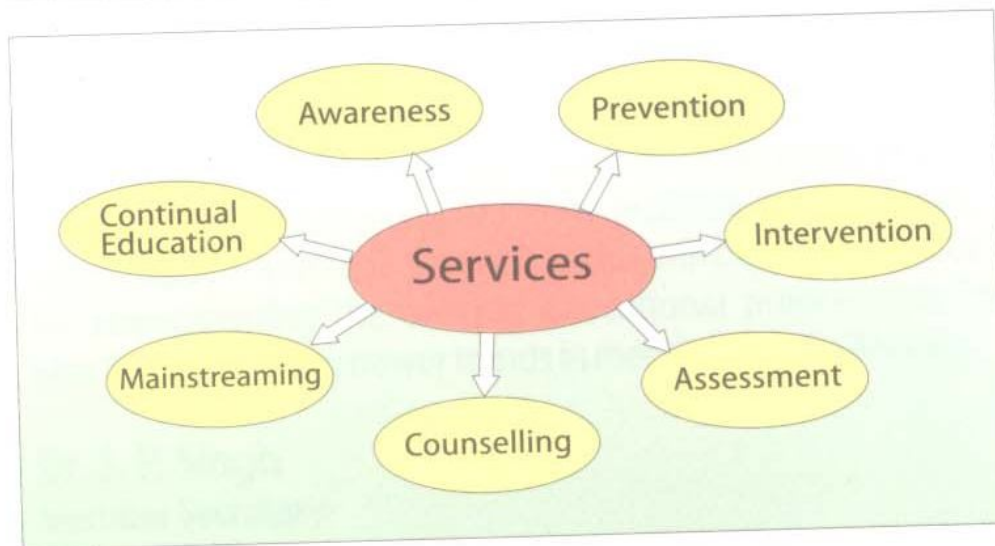 Awareness
Prevention
Continual
Education
Services
Intervention
Mainstreaming
Assessment
Counselling